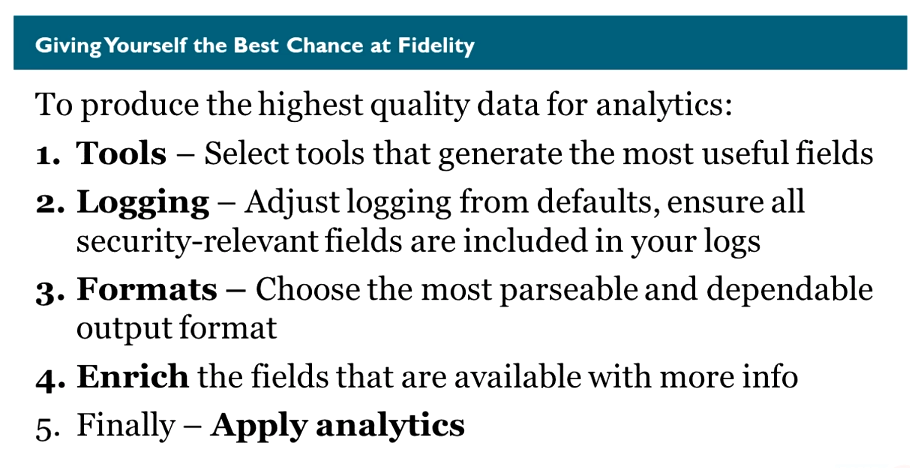 Giving Yourself the Best Chance at Fidelity
To produce the highest quality data for analytics:
1. Tools – Select tools that generate the most useful fields
2. Logging – Adjust logging from defaults, ensure all
security-relevant fields are included in your logs
3. Formats – Choose the most parseable and dependable
output format
4. Enrich the fields that are available with more info
5. Finally – Apply analytics